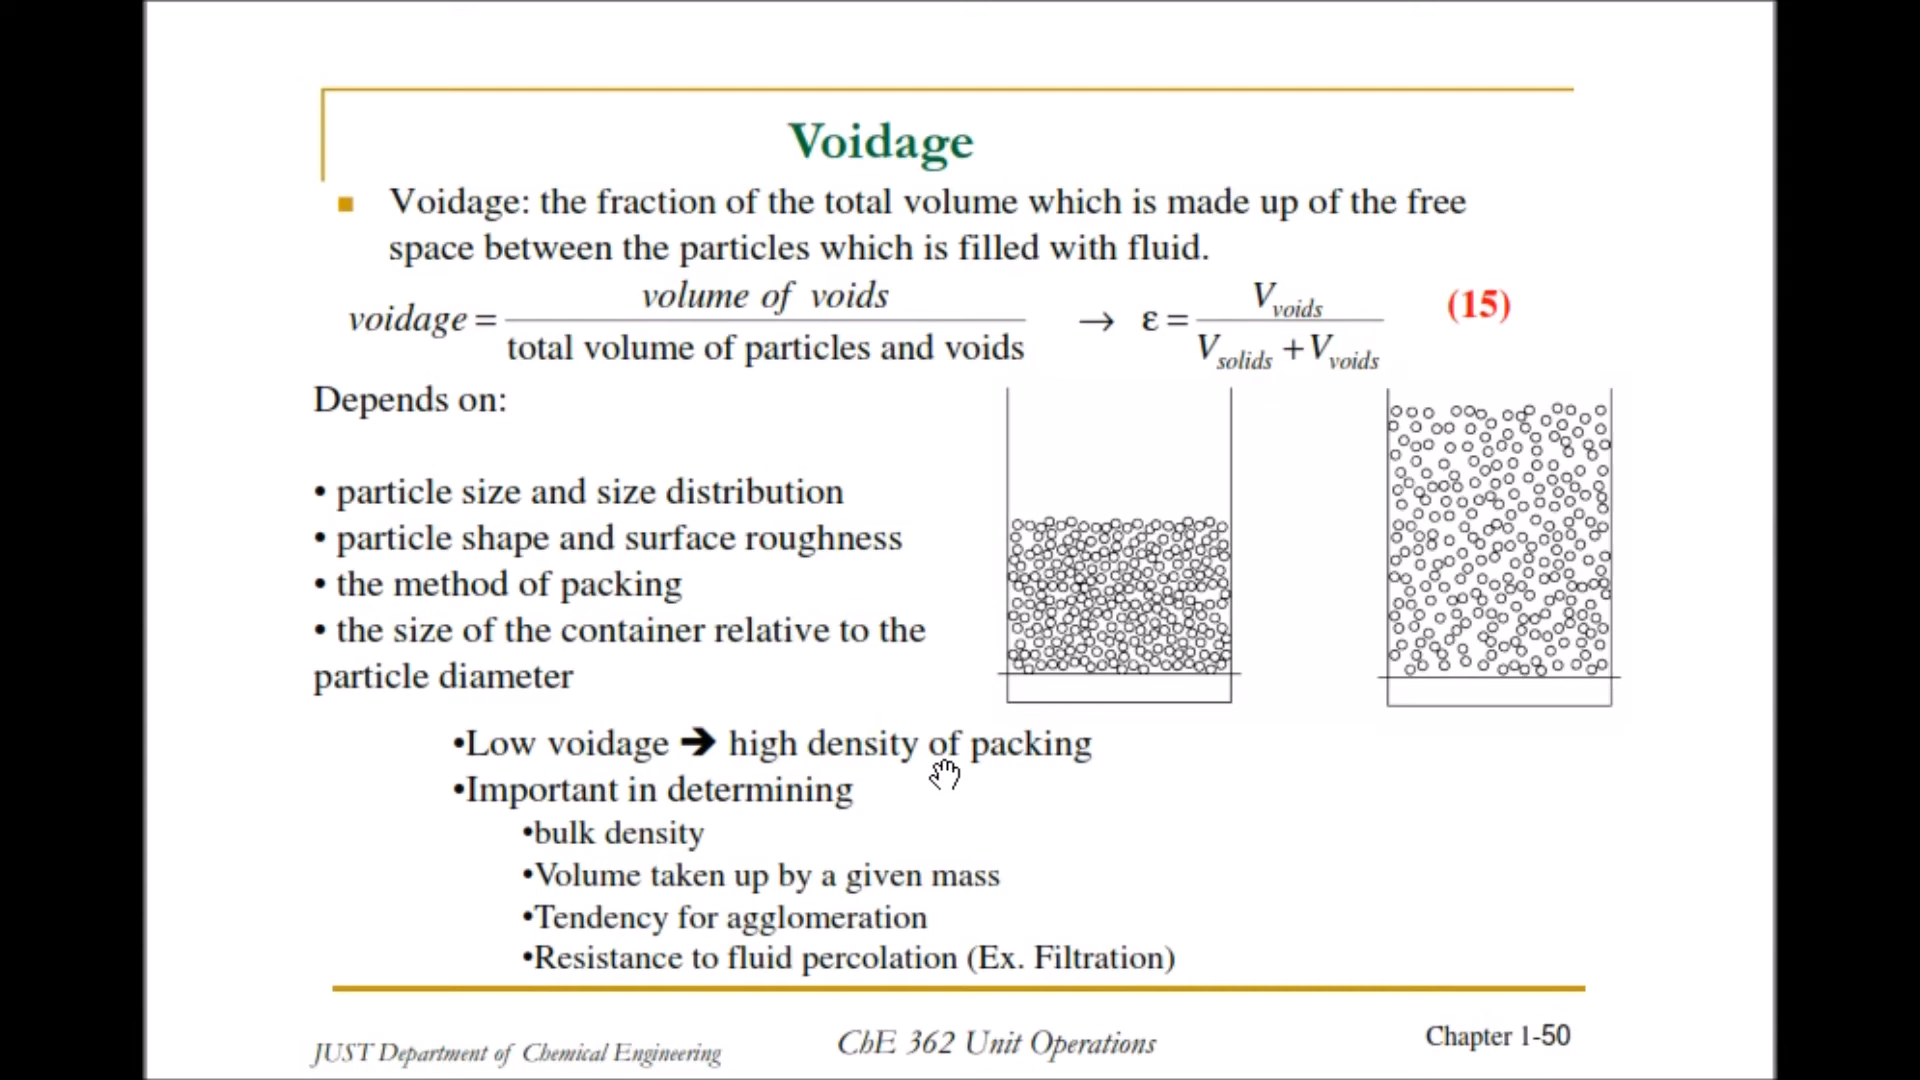 Voidage
■ Voidage: the fraction of the total volume which is made up of the free
space between the particles which is filled with fluid.
voidage = volume of voids / total volume of particles and voids → ε = V_voids / (V_solids + V_voids) (15)
Depends on:
• particle size and size distribution
• particle shape and surface roughness
• the method of packing
• the size of the container relative to the
particle diameter
•Low voidage ➔ high density of packing
•Important in determining
•bulk density
•Volume taken up by a given mass
•Tendency for agglomeration
•Resistance to fluid percolation (Ex. Filtration)
JUST Department of Chemical Engineering
ChE 362 Unit Operations
Chapter 1-50